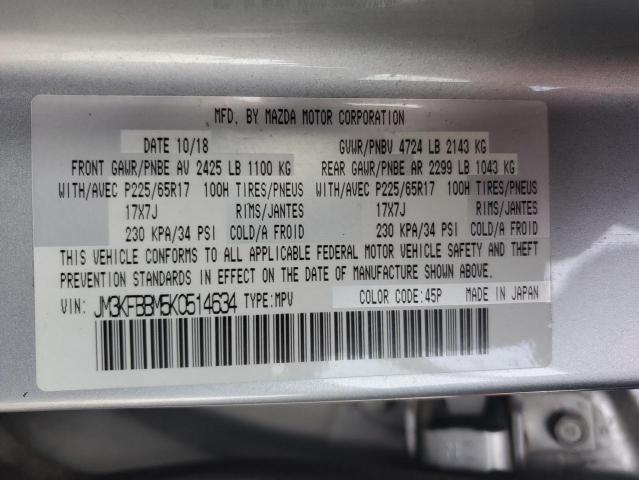 MFD. BY MAZDA MOTOR CORPORATION
DATE 10/18 GVWR/PNBV 4724 LB 2143 KG
FRONT GAWR/PNBE AV 2425 LB 1100 KG REAR GAWR/PNBE AR 2299 LB 1043 KG
WITH/AVEC P225/65R17 100H TIRES/PNEUS WITH/AVEC P225/65R17 100H TIRES/PNEUS
17X7J RIMS/JANTES 17X7J RIMS/JANTES
230 KPA/34 PSI COLD/A FROID 230 KPA/34 PSI COLD/A FROID
THIS VEHICLE CONFORMS TO ALL APPLICABLE FEDERAL MOTOR VEHICLE SAFETY AND THEFT
PREVENTION STANDARDS IN EFFECT ON THE DATE OF MANUFACTURE SHOWN ABOVE.
VIN: JM3KFBBM5K0514634 TYPE:MPV COLOR CODE:45P MADE IN JAPAN